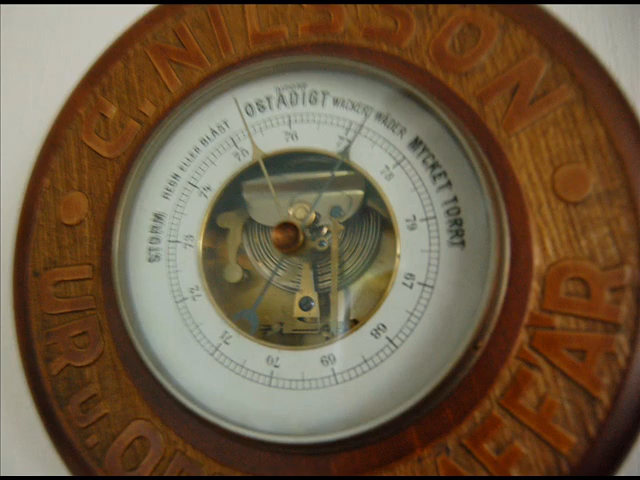 C. NILSSON
UR u.
STORM
REGN ELLER BLÅST
OSTADIGT
VACKERT VÄDER
MYCKET TORRT
67
68
69
70
71
72
73
74
75
76
77
78
79